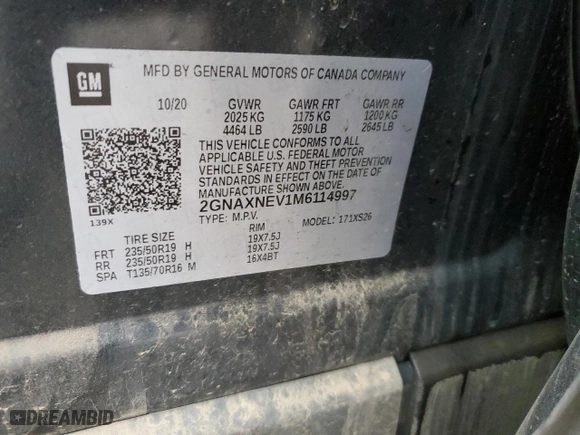 GM
MFD BY GENERAL MOTORS OF CANADA COMPANY
10/20 GVWR GAWR FRT GAWR RR
2025 KG 1175 KG 1200 KG
4464 LB 2590 LB 2645 LB
THIS VEHICLE CONFORMS TO ALL
APPLICABLE U.S. FEDERAL MOTOR
VEHICLE SAFETY AND THEFT PREVENTION
STANDARDS IN EFFECT ON THE DATE OF
MANUFACTURE SHOWN ABOVE.
139X
2GNAXNEV1M6114997
TYPE: M.P.V. MODEL: 171XS26
TIRE SIZE RIM
FRT 235/50R19 H 19X7.5J
RR 235/50R19 H 19X7.5J
SPA T135/70R16 M 16X4BT
DREAMBID